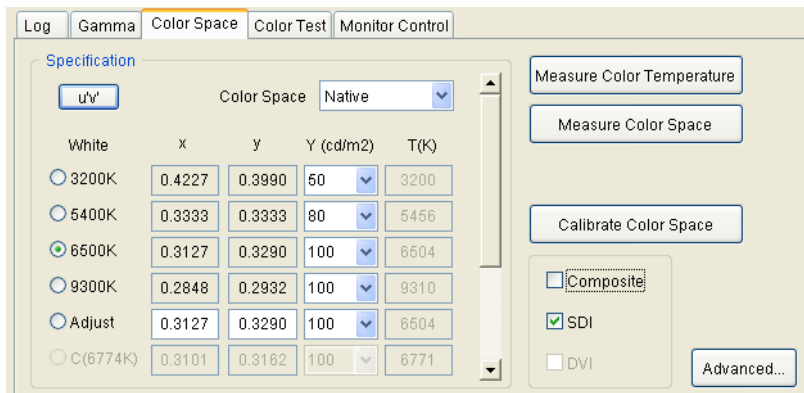 Log Gamma Color Space Color Test Monitor Control
Specification
u'v' Color Space Native
White x y Y (cd/m2) T(K)
3200K 0.4227 0.3990 50 3200
5400K 0.3333 0.3333 80 5456
6500K 0.3127 0.3290 100 6504
9300K 0.2848 0.2932 100 9310
Adjust 0.3127 0.3290 100 6504
C(6774K) 0.3101 0.3162 100 6771
Measure Color Temperature
Measure Color Space
Calibrate Color Space
Composite
SDI
DVI
Advanced...